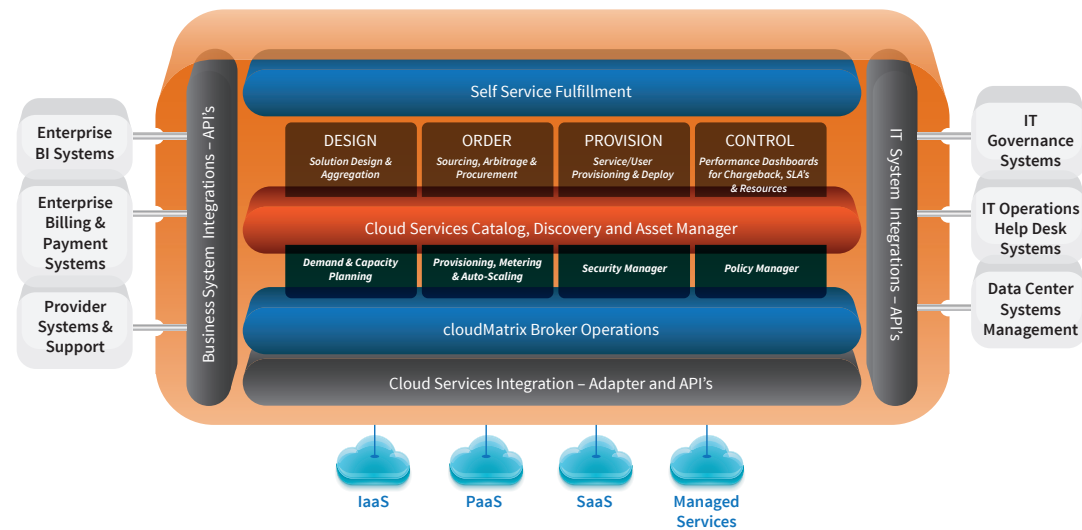 Self Service Fulfillment
DESIGN
Solution Design &
Aggregation
ORDER
Sourcing, Arbitrage &
Procurement
PROVISION
Service/User
Provisioning & Deploy
CONTROL
Performance Dashboards
for Chargeback, SLA's
& Resources
Cloud Services Catalog, Discovery and Asset Manager
Demand & Capacity
Planning
Provisioning, Metering
& Auto-Scaling
Security Manager
Policy Manager
cloudMatrix Broker Operations
Cloud Services Integration – Adapter and API's
Business System Integrations – API's
IT System Integrations – API's
Enterprise
BI Systems
Enterprise
Billing &
Payment
Systems
Provider
Systems &
Support
IT
Governance
Systems
IT Operations
Help Desk
Systems
Data Center
Systems
Management
IaaS
PaaS
SaaS
Managed
Services